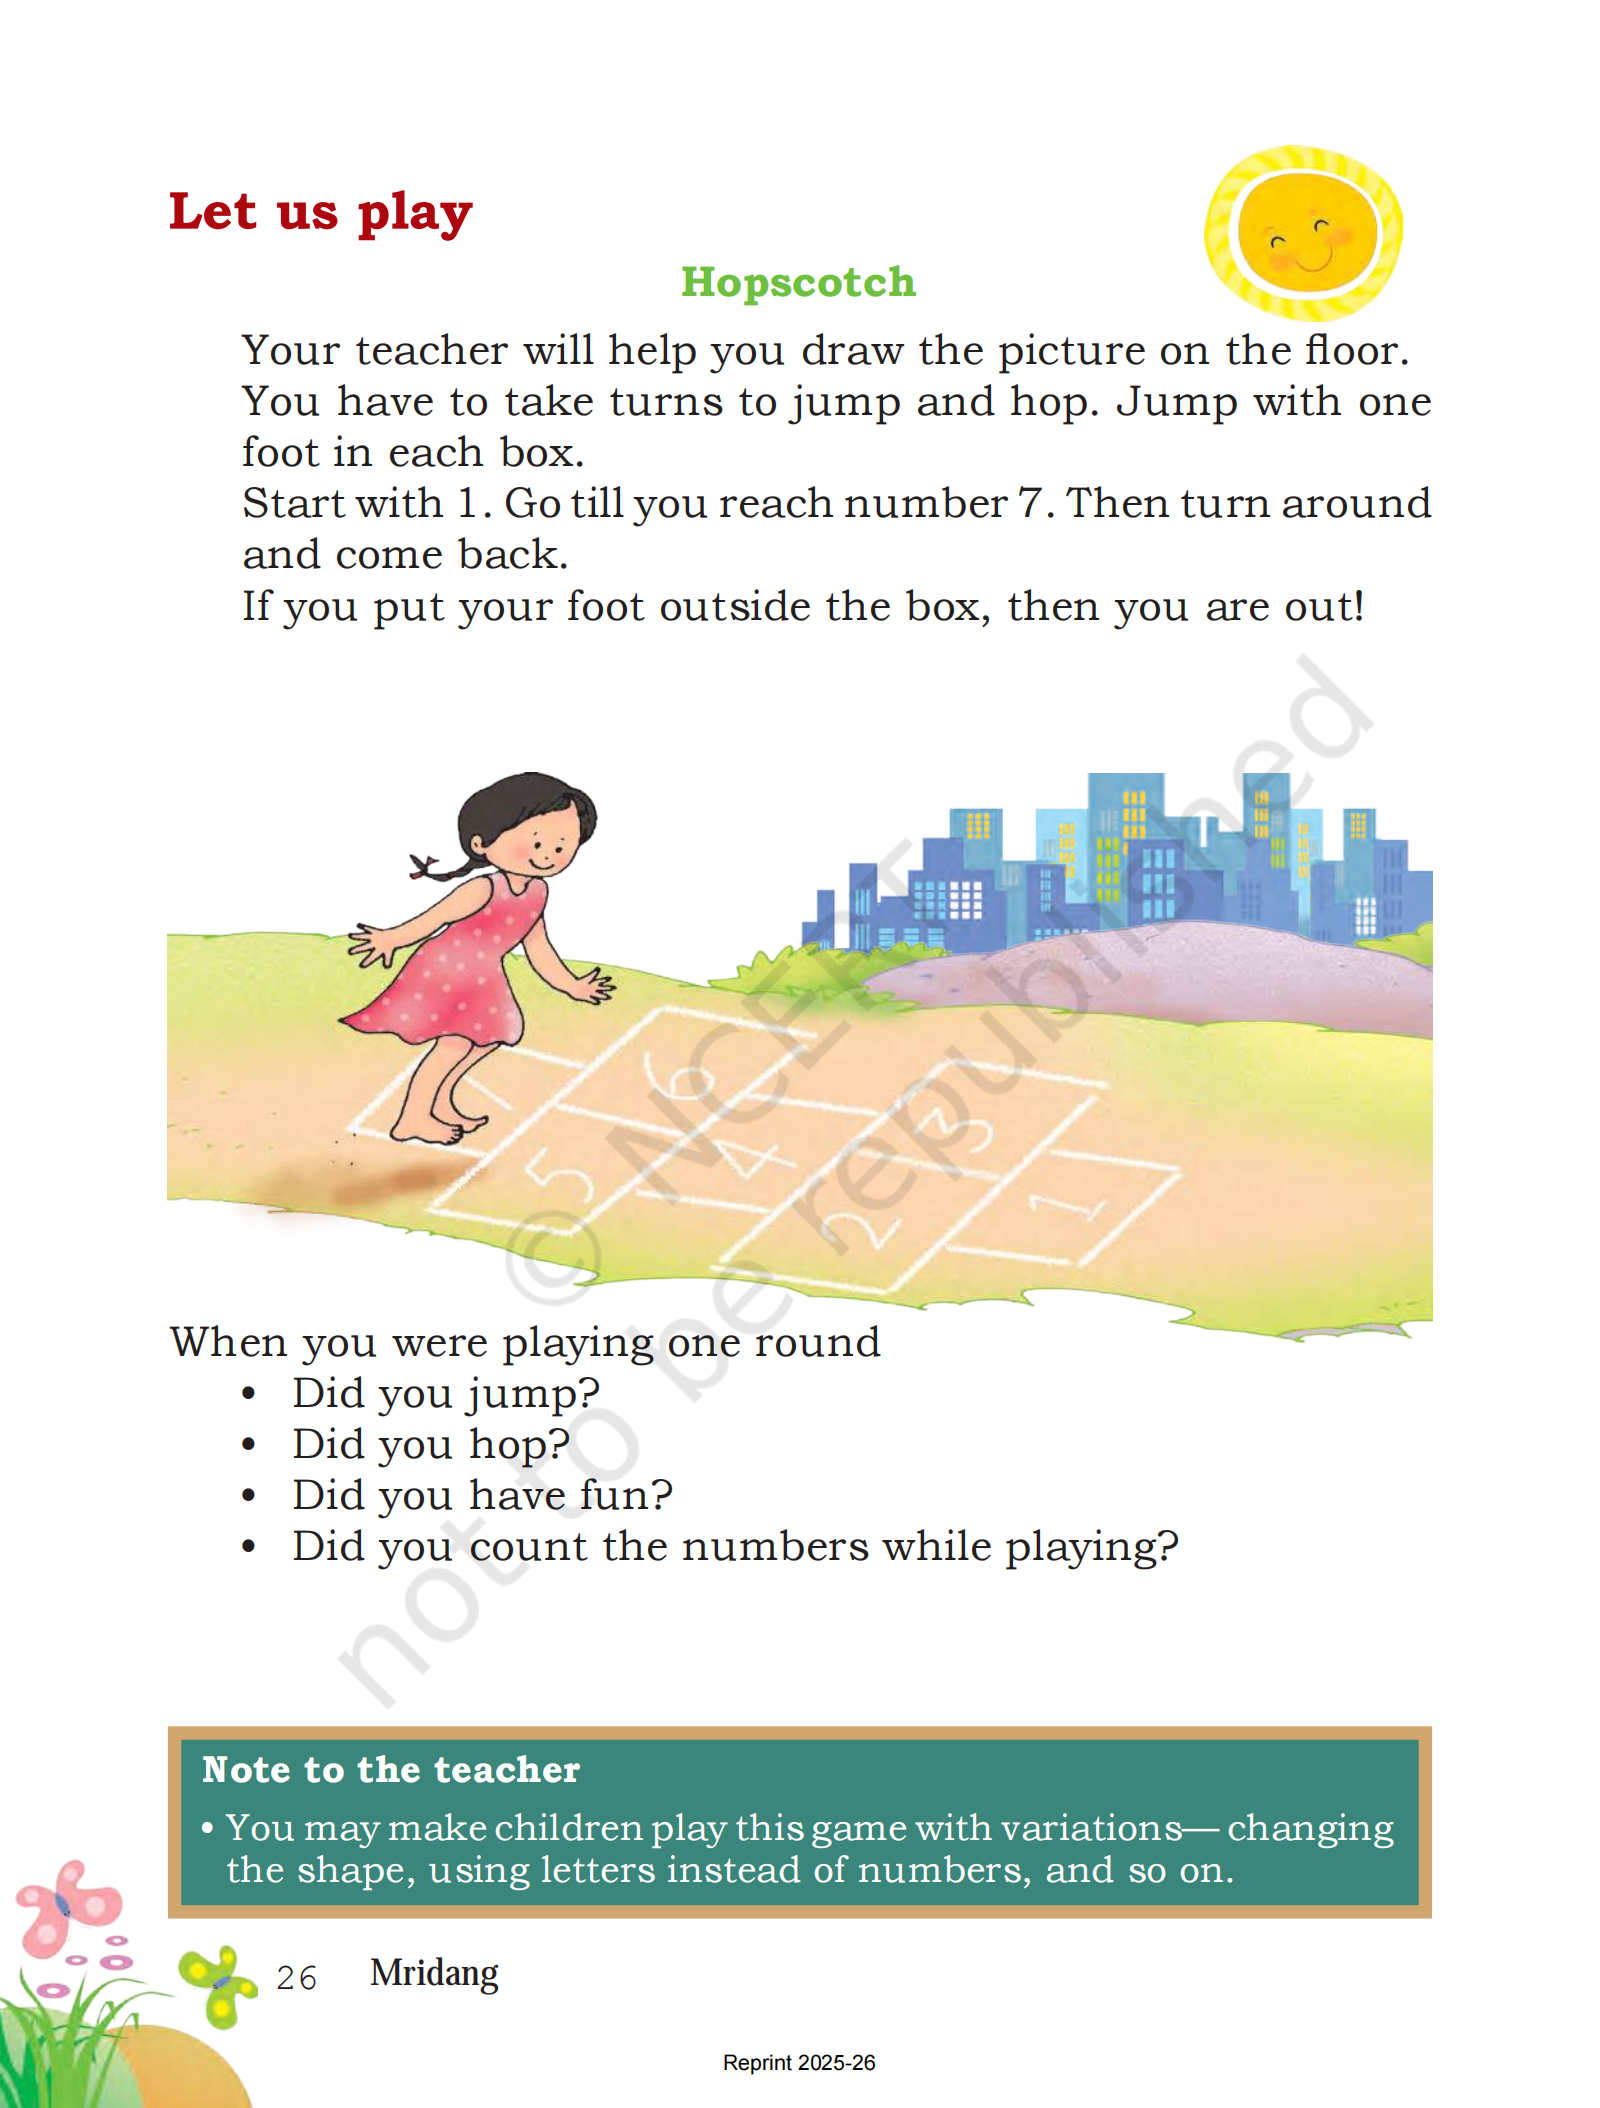 Let us play
Hopscotch
Your teacher will help you draw the picture on the floor.
You have to take turns to jump and hop. Jump with one
foot in each box.
Start with 1. Go till you reach number 7. Then turn around
and come back.
If you put your foot outside the box, then you are out!
6
3
5
4
2
1
© NCERT
not to be republished
When you were playing one round
• Did you jump?
• Did you hop?
• Did you have fun?
• Did you count the numbers while playing?
Note to the teacher
• You may make children play this game with variations— changing
the shape, using letters instead of numbers, and so on.
26 Mridang
Reprint 2025-26